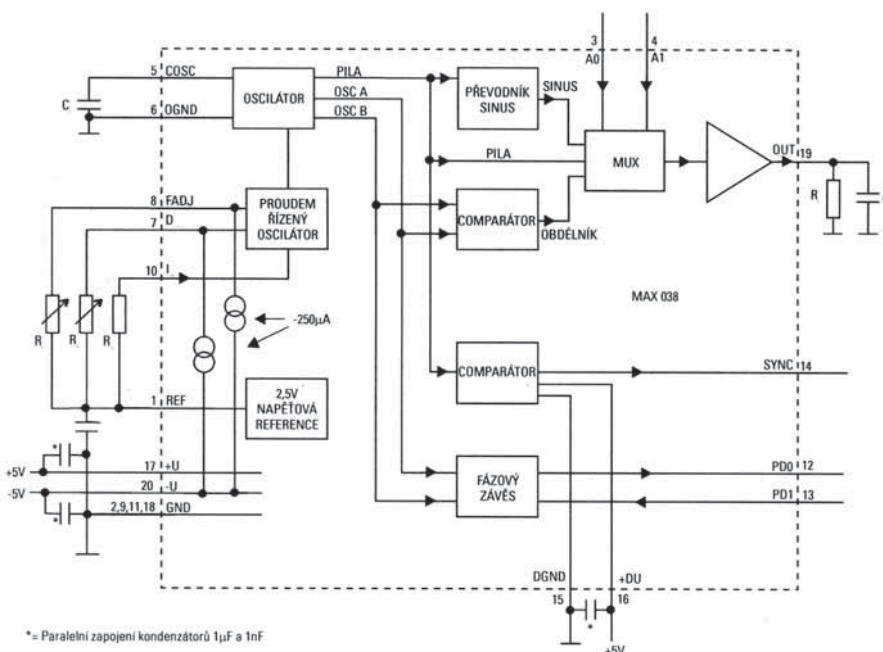 3
A0
4
A1
5 COSC
C
6 OGND
OSCILÁTOR
PILA
OSC A
OSC B
PŘEVODNÍK
SINUS
SINUS
PILA
MUX
OUT 19
R
COMPARÁTOR
OBDÉLNÍK
8 FADJ
7 D
10 I
PROUDEM
ŘÍZENÝ
OSCILÁTOR
-250µA
R
R
R
MAX 038
COMPARÁTOR
SYNC 14
1 REF
2,5V
NAPĚŤOVÁ
REFERENCE
*
+5V
17 +U
-5V
20 -U
2,9,11,18 GND
*
FÁZOVÝ
ZÁVĚS
PD0 12
PD1 13
DGND
15
+DU
16
*
+5V
*= Paralelní zapojení kondenzátorů 1µF a 1nF